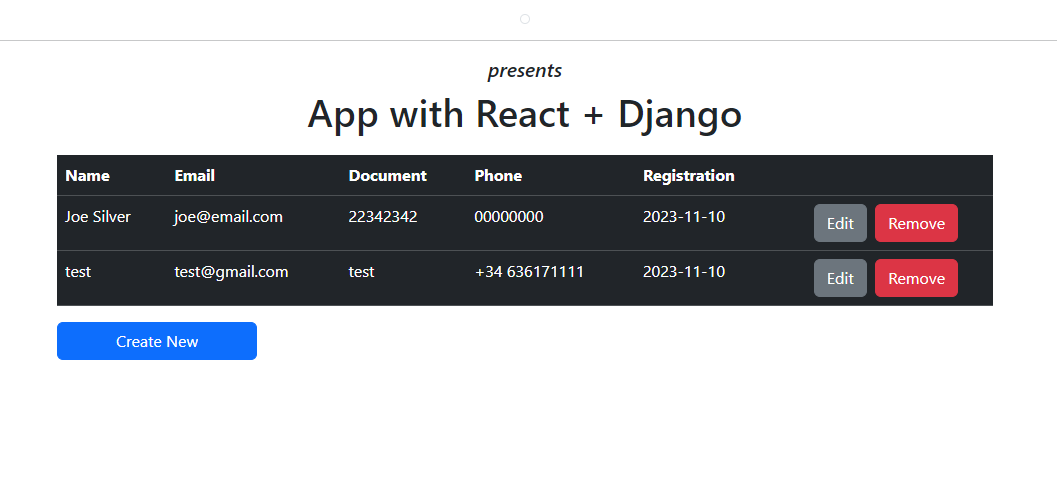 presents
App with React + Django
Name Email Document Phone Registration
Joe Silver joe@email.com 22342342 00000000 2023-11-10 Edit Remove
test test@gmail.com test +34 636171111 2023-11-10 Edit Remove
Create New